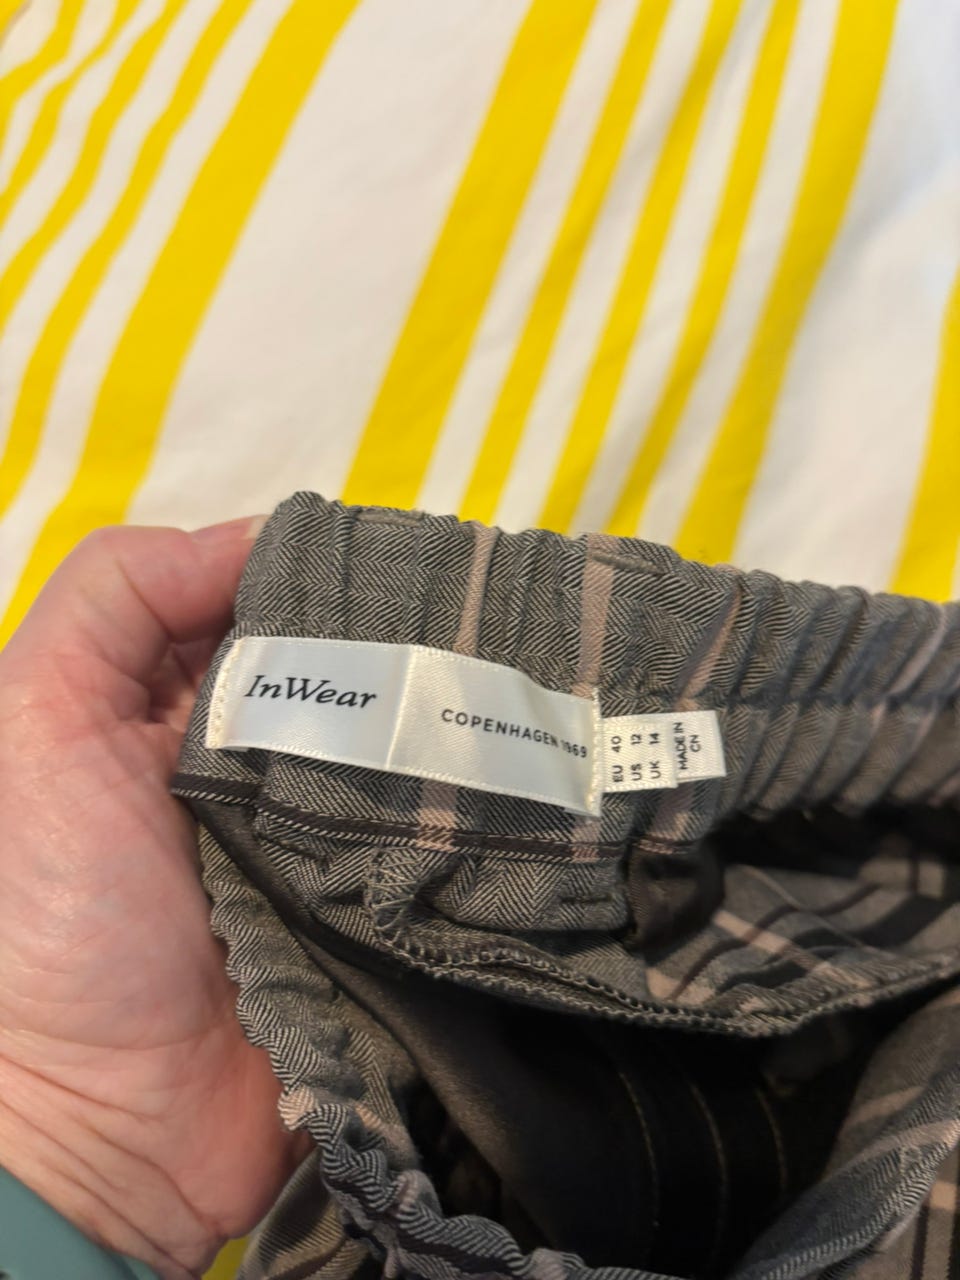 InWear
COPENHAGEN 1969
EU 40
US 12
UK 14
MADE IN
CN